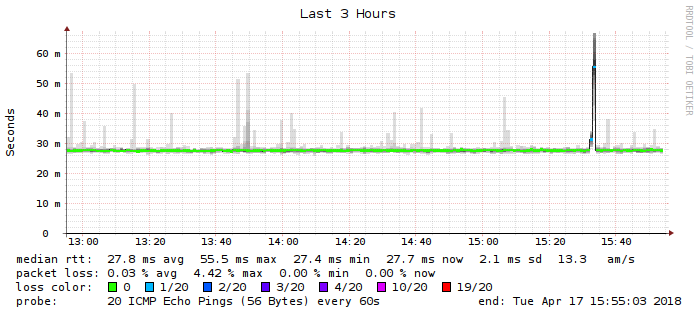 Last 3 Hours
RRDTOOL / TOBI OETIKER
Seconds
60 m
50 m
40 m
30 m
20 m
10 m
0
13:00 13:20 13:40 14:00 14:20 14:40 15:00 15:20 15:40
median rtt: 27.8 ms avg 55.5 ms max 27.4 ms min 27.7 ms now 2.1 ms sd 13.3 am/s
packet loss: 0.03 % avg 4.42 % max 0.00 % min 0.00 % now
loss color: 0 1/20 2/20 3/20 4/20 10/20 19/20
probe: 20 ICMP Echo Pings (56 Bytes) every 60s end: Tue Apr 17 15:55:03 2018